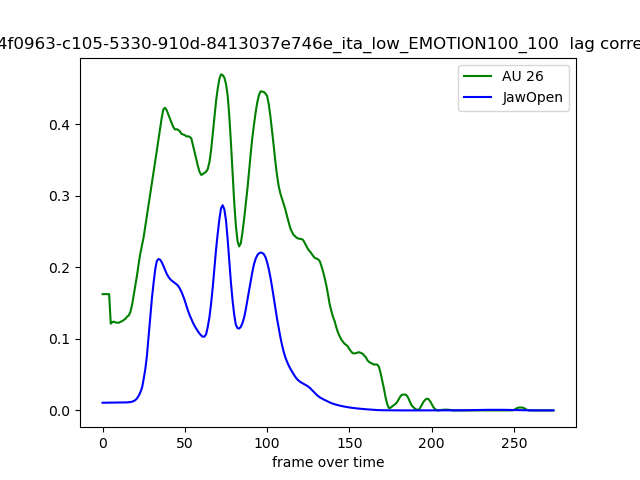 4f0963-c105-5330-910d-8413037e746e_ita_low_EMOTION100_100 lag corre
AU 26
JawOpen
0.4
0.3
0.2
0.1
0.0
0 50 100 150 200 250
frame over time